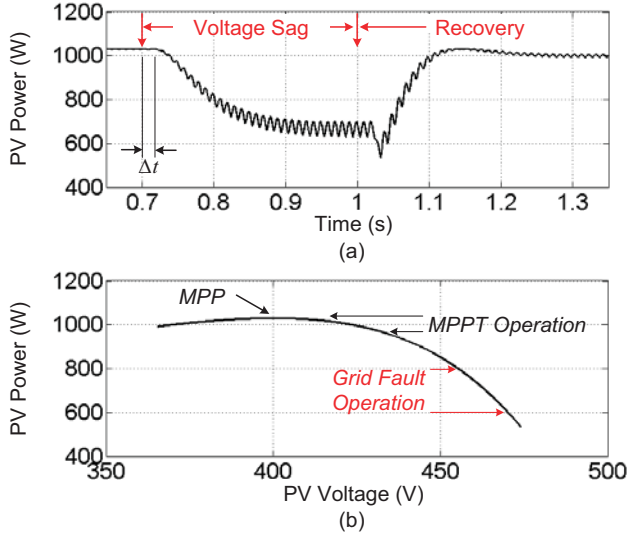 1200
1000
800
600
400
PV Power (W)
Voltage Sag
Recovery
Δt
0.7 0.8 0.9 1 1.1 1.2 1.3
Time (s)
(a)
1200
1000
800
600
400
PV Power (W)
MPP
MPPT Operation
Grid Fault
Operation
350 400 450 500
PV Voltage (V)
(b)